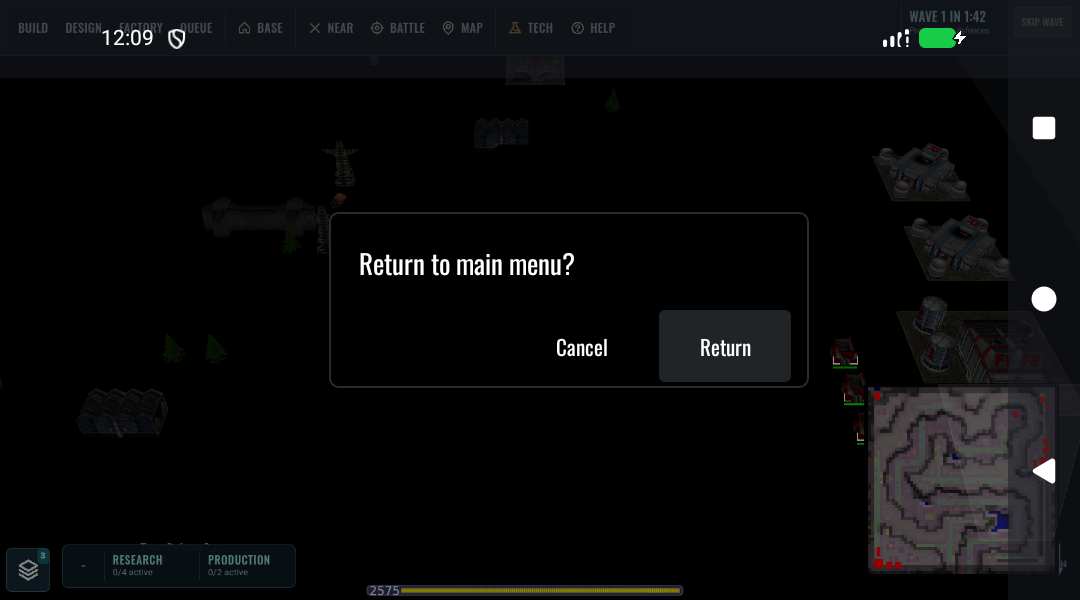 BUILD DESIGN FACTORY QUEUE BASE NEAR BATTLE MAP TECH HELP
WAVE 1 IN 1:42
SKIP WAVE
12:09
Return to main menu?
Cancel Return
3
- RESEARCH PRODUCTION
0/4 active 0/2 active
2575